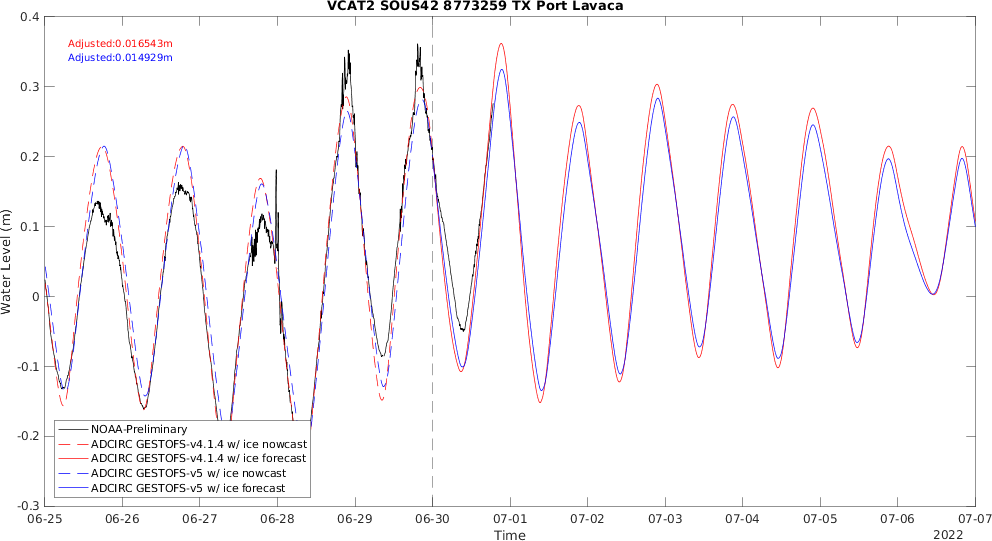 VCAT2 SOUS42 8773259 TX Port Lavaca
Adjusted:0.016543m
Adjusted:0.014929m
0.4
0.3
0.2
0.1
0
-0.1
-0.2
-0.3
Water Level (m)
NOAA-Preliminary
ADCIRC GESTOFS-v4.1.4 w/ ice nowcast
ADCIRC GESTOFS-v4.1.4 w/ ice forecast
ADCIRC GESTOFS-v5 w/ ice nowcast
ADCIRC GESTOFS-v5 w/ ice forecast
06-25 06-26 06-27 06-28 06-29 06-30 07-01 07-02 07-03 07-04 07-05 07-06 07-07
Time
2022